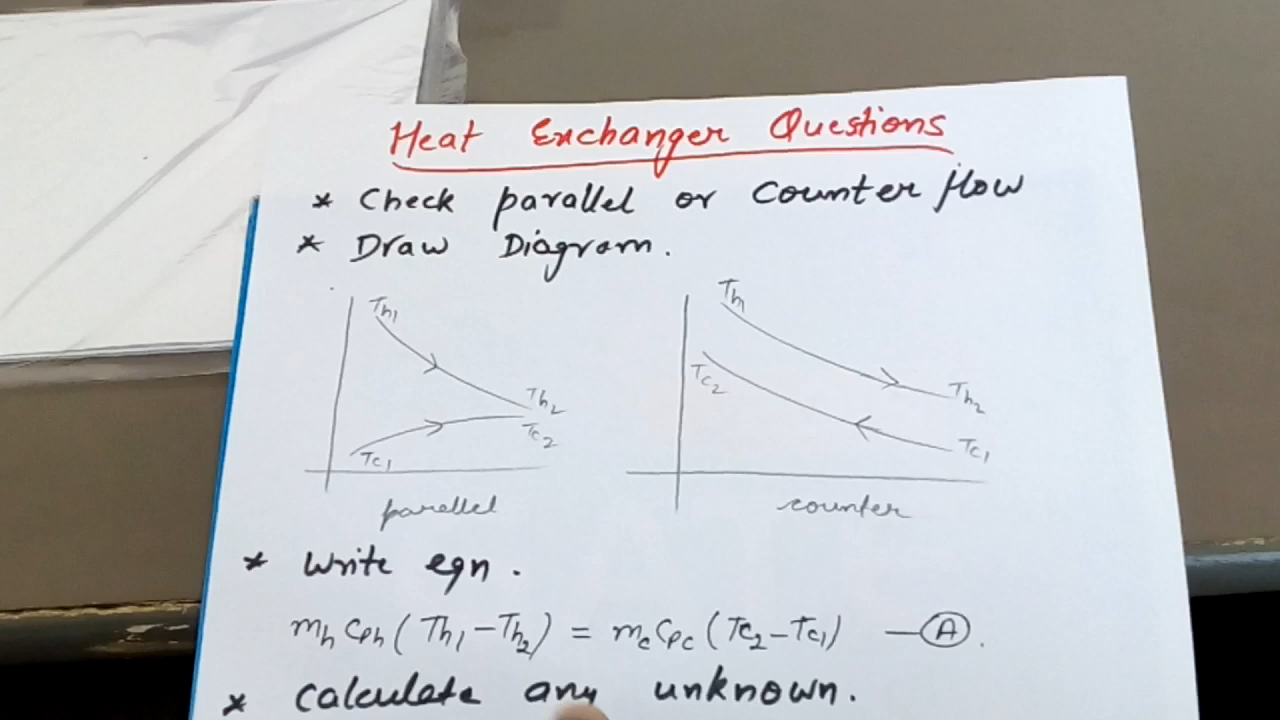 Heat Exchanger Questions
* Check parallel or counter flow
* Draw Diagram.
Th1
Th2
Tc2
Tc1
parallel
Th1
Tc2
Th2
Tc1
counter
* Write eqn.
mh Cph (Th1 - Th2) = mc Cpc (Tc2 - Tc1) — A.
* Calculate any unknown.